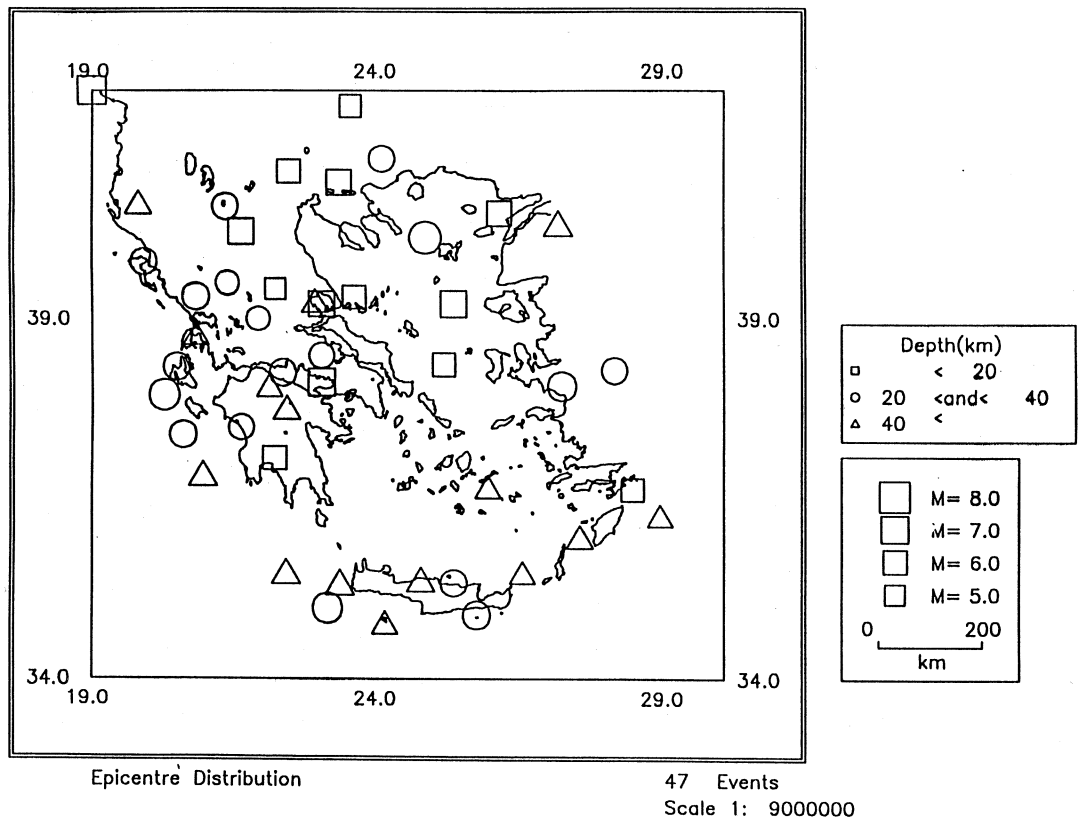 19.0 24.0 29.0
39.0 39.0
Depth(km)
< 20
20 <and< 40
40 <
M= 8.0
M= 7.0
M= 6.0
M= 5.0
0 200
km
34.0 34.0
19.0 24.0 29.0
Epicentre Distribution 47 Events
Scale 1: 9000000